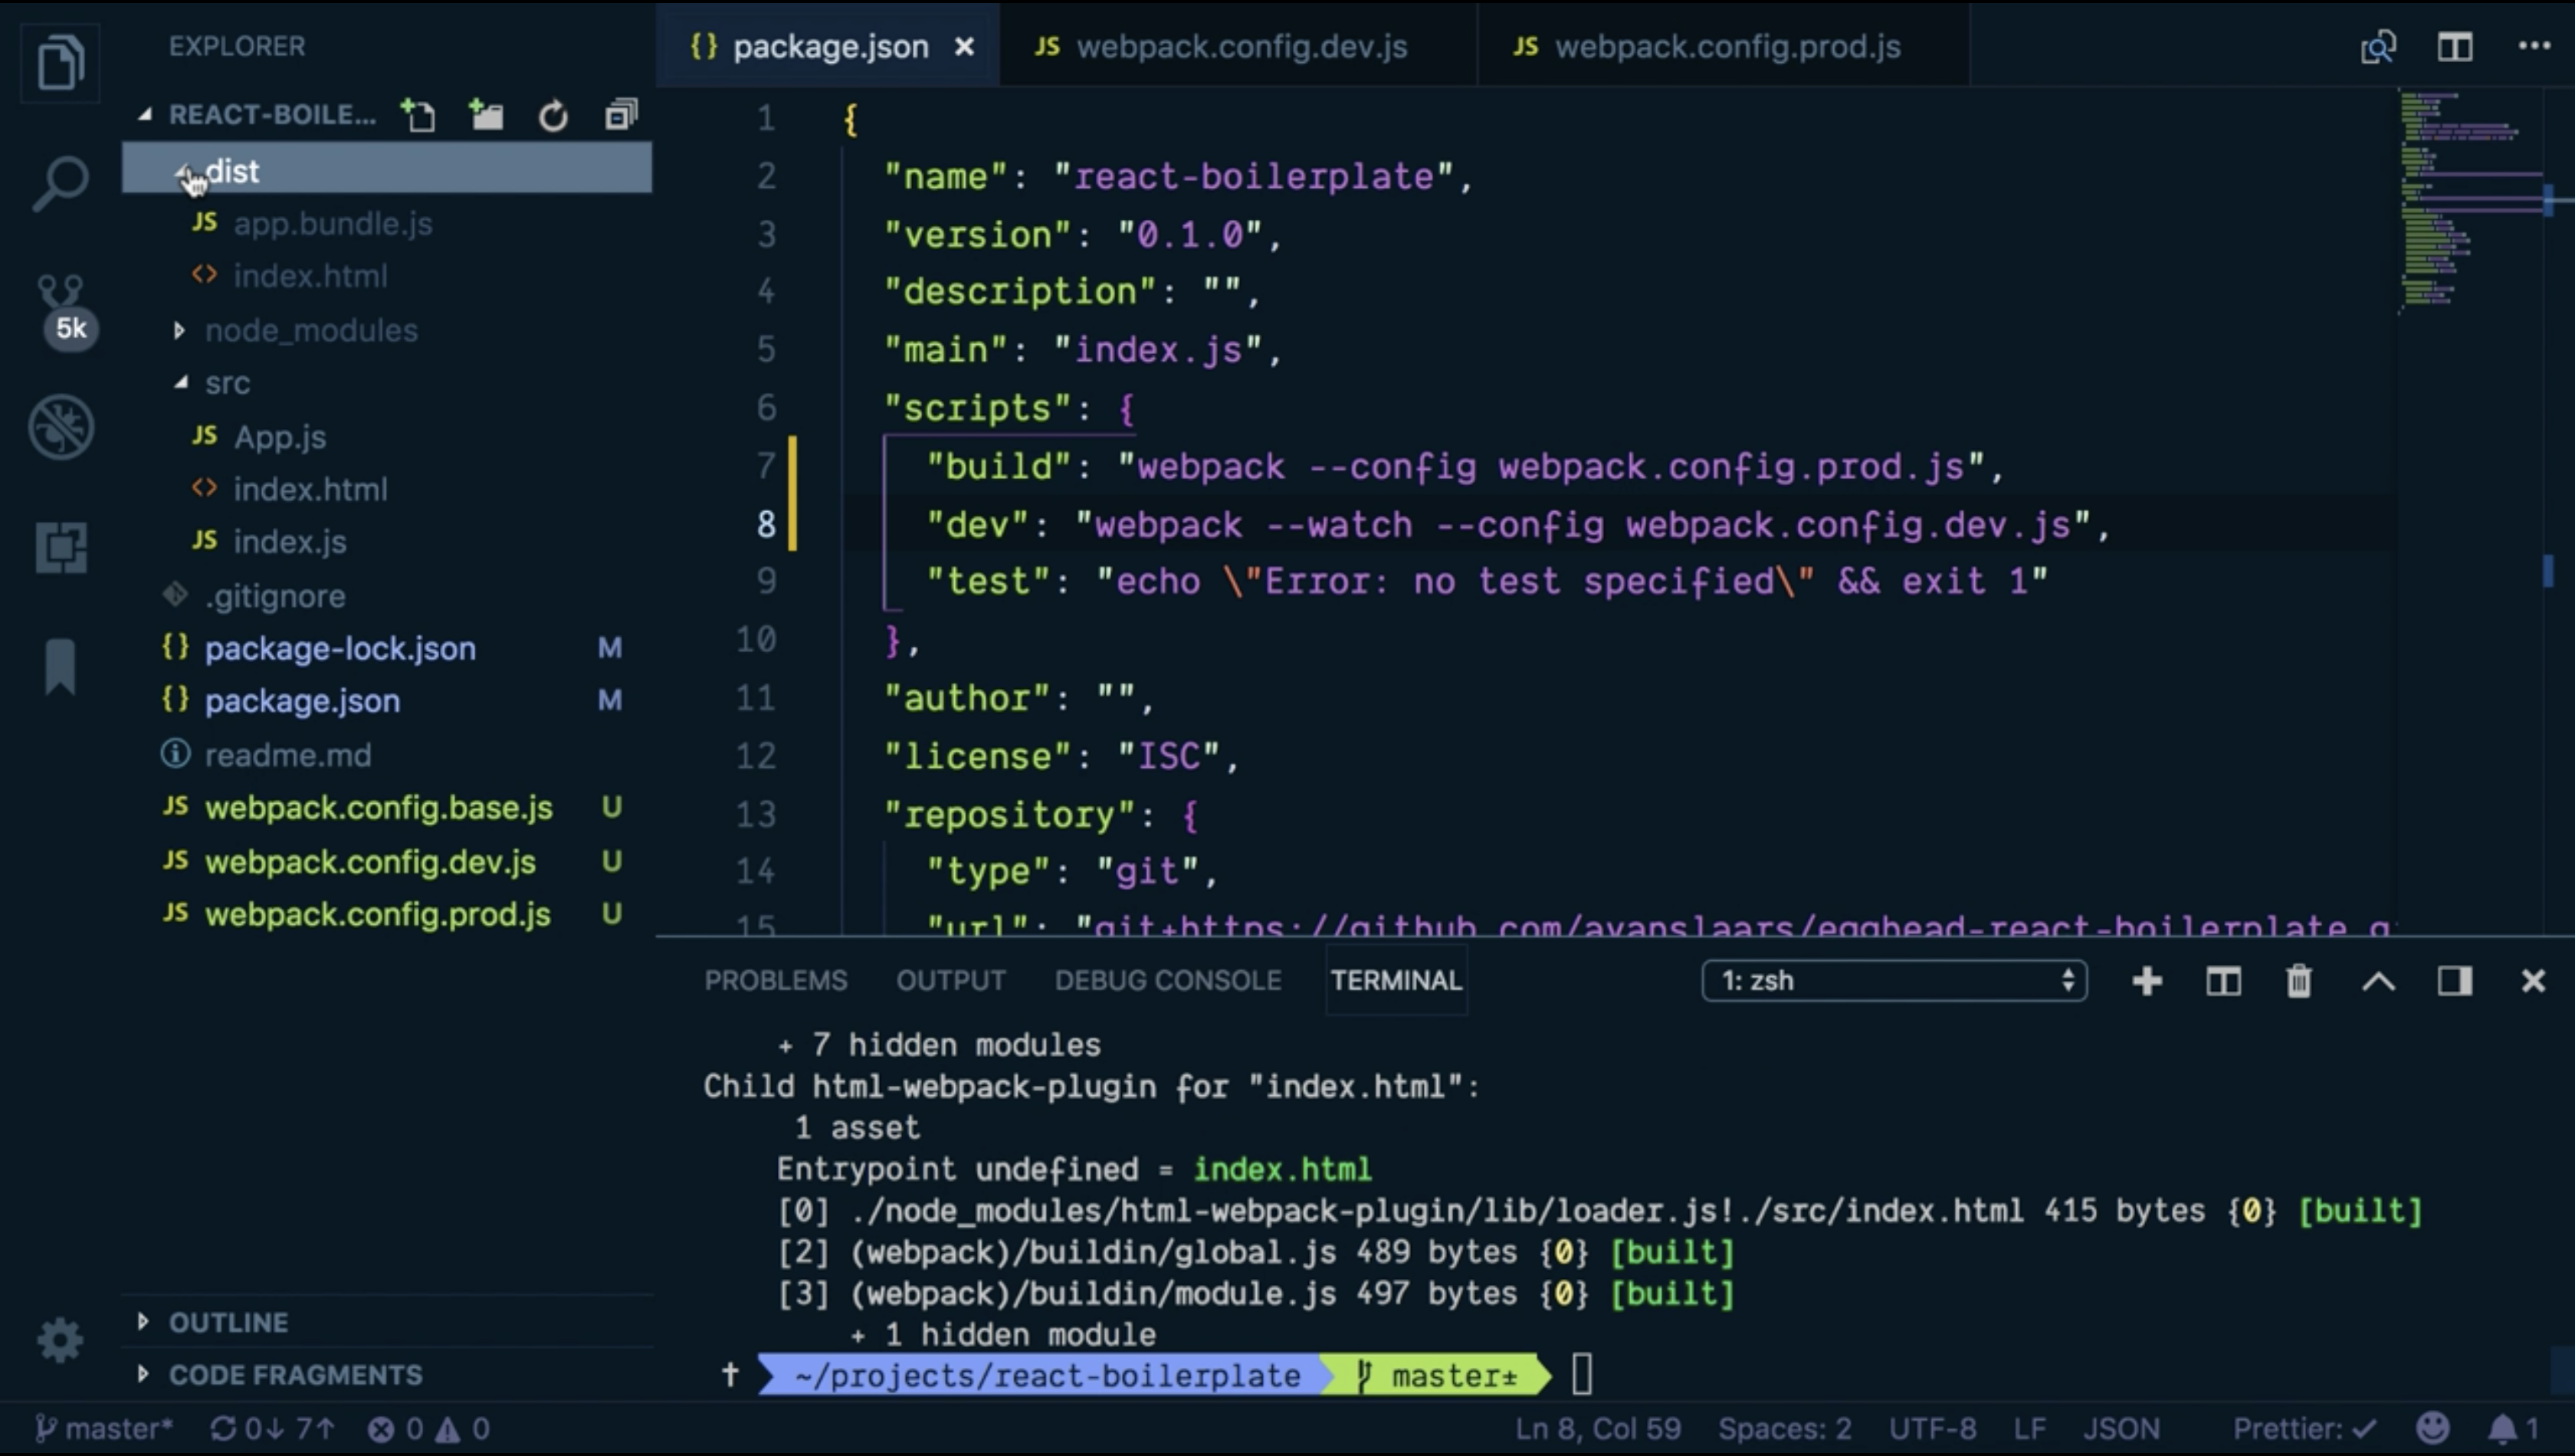 EXPLORER
REACT-BOILE...
dist
JS app.bundle.js
<> index.html
node_modules
src
JS App.js
<> index.html
JS index.js
.gitignore
{} package-lock.json M
{} package.json M
readme.md
JS webpack.config.base.js U
JS webpack.config.dev.js U
JS webpack.config.prod.js U
OUTLINE
CODE FRAGMENTS
5k
{} package.json ×
JS webpack.config.dev.js
JS webpack.config.prod.js
1 {
2 "name": "react-boilerplate",
3 "version": "0.1.0",
4 "description": "",
5 "main": "index.js",
6 "scripts": {
7 "build": "webpack --config webpack.config.prod.js",
8 "dev": "webpack --watch --config webpack.config.dev.js",
9 "test": "echo \"Error: no test specified\" && exit 1"
10 },
11 "author": "",
12 "license": "ISC",
13 "repository": {
14 "type": "git",
15 "url": "git+https://github.com/avanslaars/egghead-react-boilerplate.g
PROBLEMS OUTPUT DEBUG CONSOLE TERMINAL 1: zsh
+ 7 hidden modules
Child html-webpack-plugin for "index.html":
1 asset
Entrypoint undefined = index.html
[0] ./node_modules/html-webpack-plugin/lib/loader.js!./src/index.html 415 bytes {0} [built]
[2] (webpack)/buildin/global.js 489 bytes {0} [built]
[3] (webpack)/buildin/module.js 497 bytes {0} [built]
+ 1 hidden module
† ~/projects/react-boilerplate master±
master* 0↓ 7↑ 0 0 Ln 8, Col 59 Spaces: 2 UTF-8 LF JSON Prettier: ✓ 1